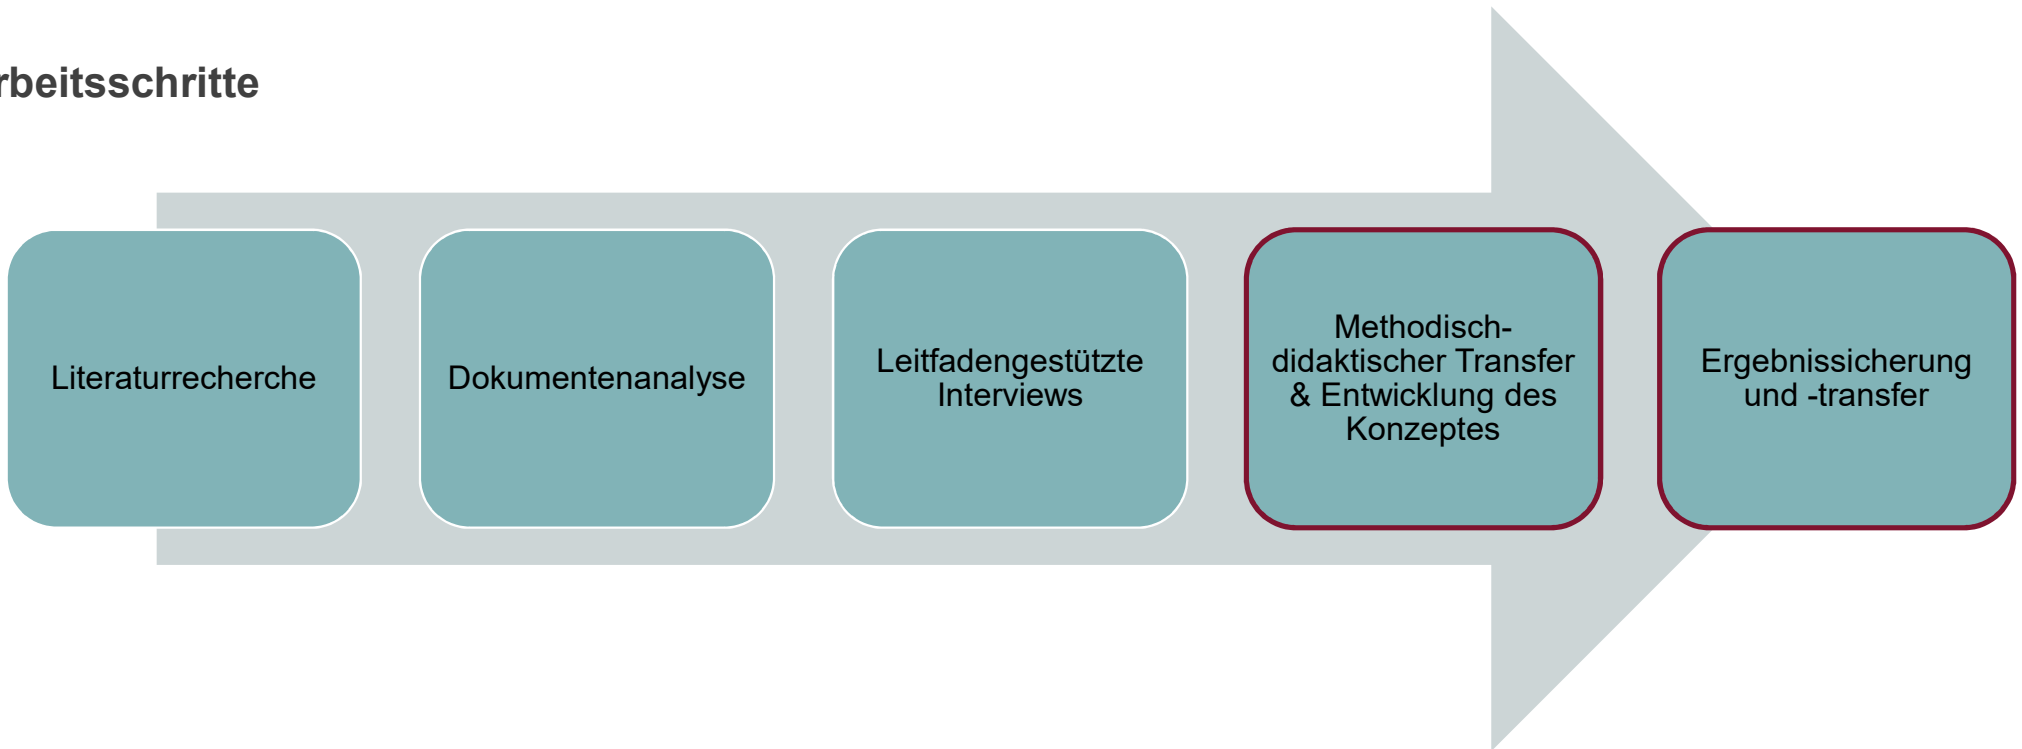 rbeitsschritte
Literaturrecherche
Dokumentenanalyse
Leitfadengestützte
Interviews
Methodisch-
didaktischer Transfer
& Entwicklung des
Konzeptes
Ergebnissicherung
und -transfer